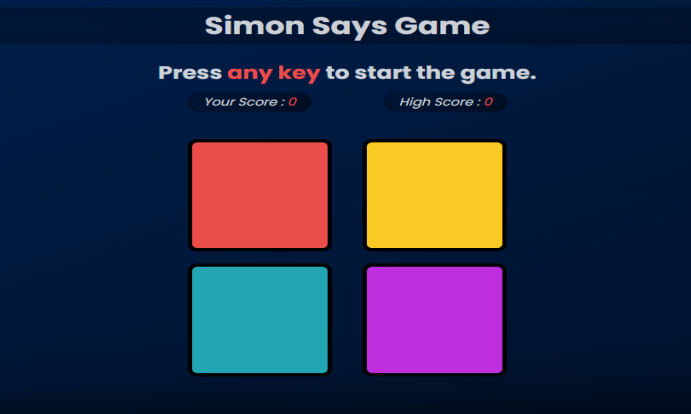 Simon Says Game
Press any key to start the game.
Your Score : 0
High Score : 0